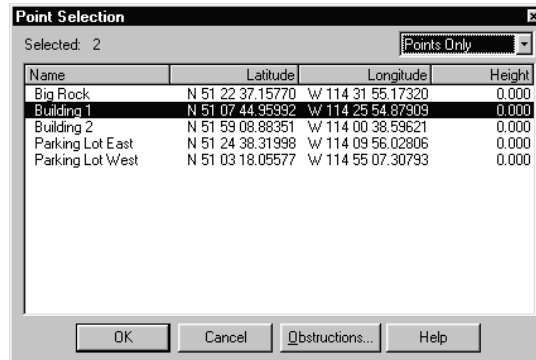 Point Selection
Selected: 2 Points Only
Name Latitude Longitude Height
Big Rock N 51 22 37.15770 W 114 31 55.17320 0.000
Building 1 N 51 07 44.95992 W 114 25 54.87909 0.000
Building 2 N 51 59 08.88351 W 114 00 38.59621 0.000
Parking Lot East N 51 24 38.31998 W 114 09 56.02806 0.000
Parking Lot West N 51 03 18.05577 W 114 55 07.30793 0.000
OK Cancel Obstructions... Help